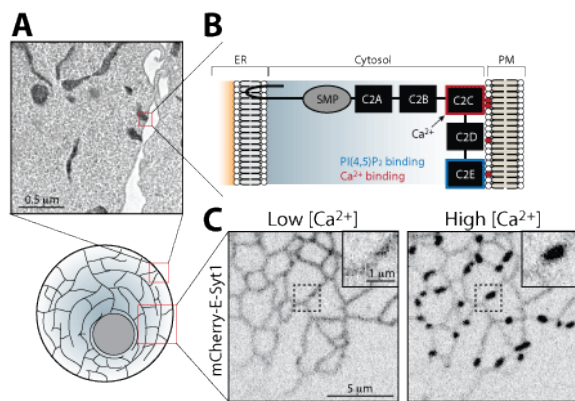 A
B
ER
Cytosol
PM
SMP
C2A
C2B
C2C
Ca²⁺
C2D
PI(4,5)P₂ binding
Ca²⁺ binding
C2E
0.5 μm
C
Low [Ca²⁺]
High [Ca²⁺]
mCherry-E-Syt1
1 μm
5 μm